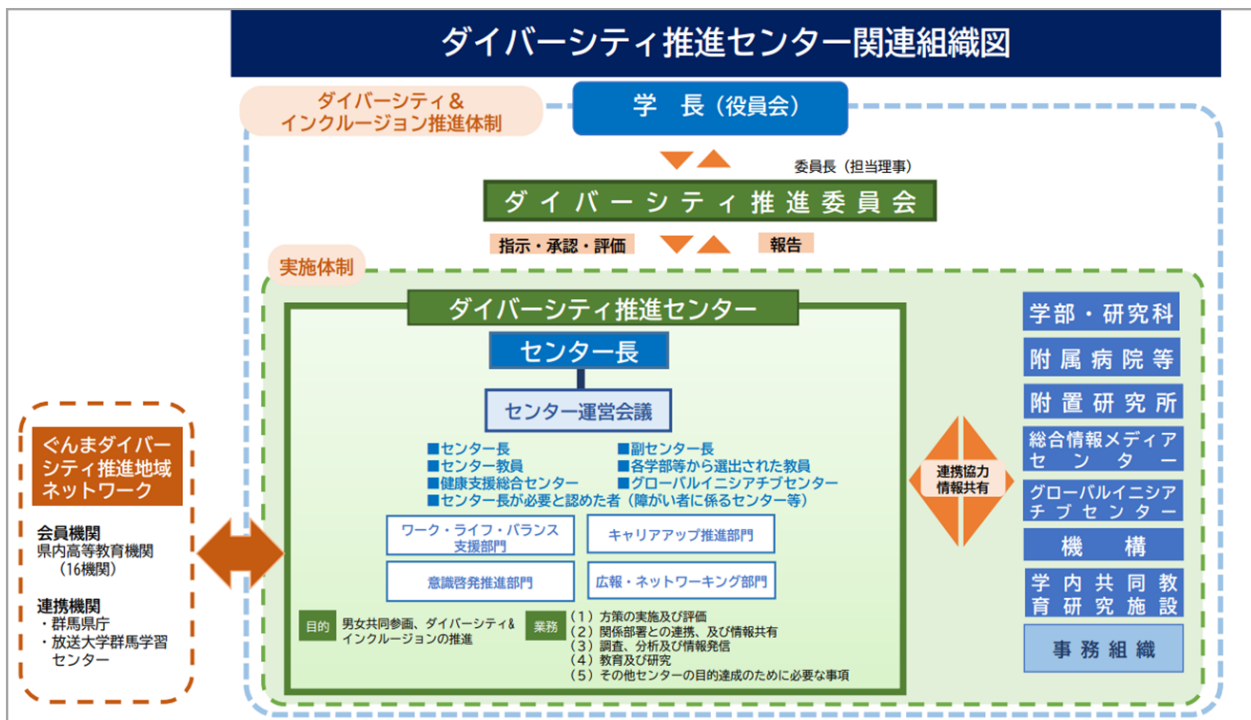 ダイバーシティ推進センター関連組織図
ダイバーシティ＆
インクルージョン推進体制
学　長（役員会）
委員長（担当理事）
ダイバーシティ推進委員会
指示・承認・評価
報告
実施体制
ダイバーシティ推進センター
センター長
センター運営会議
■センター長
■副センター長
■センター教員
■各学部等から選出された教員
■健康支援総合センター
■グローバルイニシアチブセンター
■センター長が必要と認めた者（障がい者に係るセンター等）
ワーク・ライフ・バランス
支援部門
キャリアアップ推進部門
意識啓発推進部門
広報・ネットワーキング部門
目的
男女共同参画、ダイバーシティ&
インクルージョンの推進
業務
（1）方策の実施及び評価
（2）関係部署との連携、及び情報共有
（3）調査、分析及び情報発信
（4）教育及び研究
（5）その他センターの目的達成のために必要な事項
連携協力
情報共有
学部・研究科
附属病院等
附置研究所
総合情報メディア
センター
グローバルイニシア
チブセンター
機構
学内共同教
育研究施設
事務組織
ぐんまダイバー
シティ推進地域
ネットワーク
会員機関
県内高等教育機関
（16機関）
連携機関
・群馬県庁
・放送大学群馬学習
センター